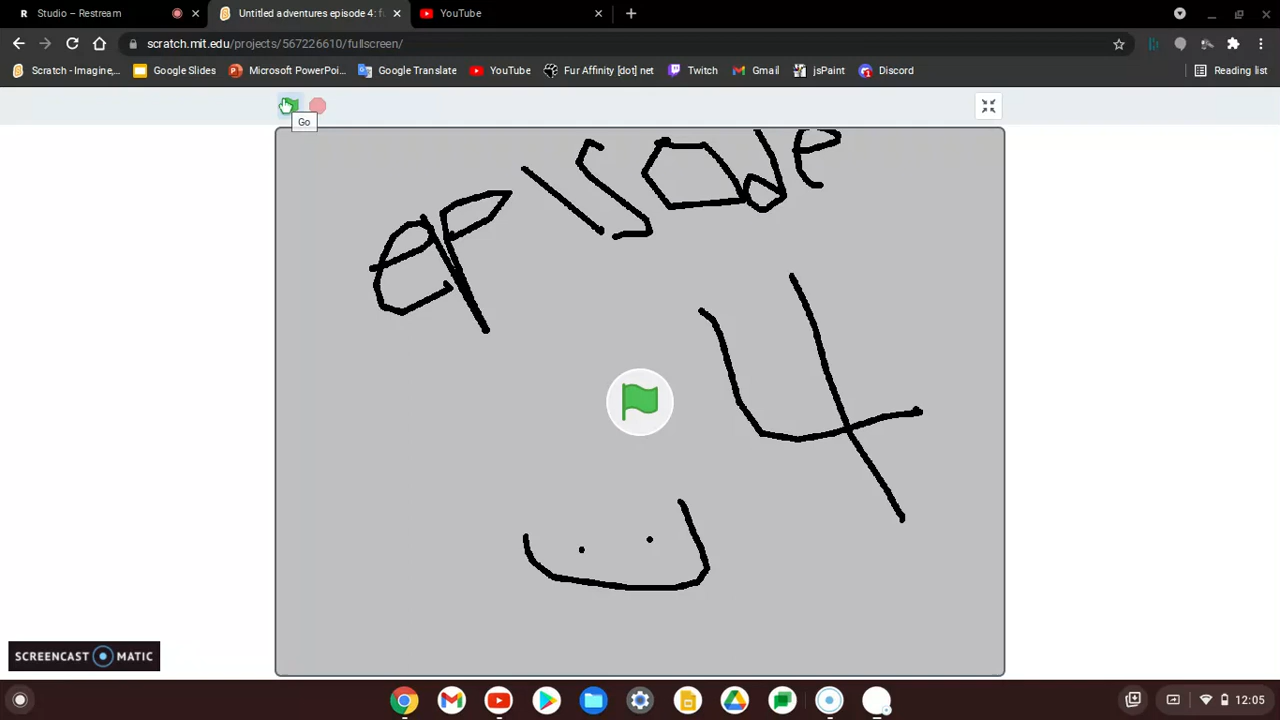 Studio – Restream
Untitled adventures episode 4: f
YouTube
scratch.mit.edu/projects/567226610/fullscreen/
Scratch - Imagine,...
Google Slides
Microsoft PowerPoi...
Google Translate
YouTube
Fur Affinity [dot] net
Twitch
Gmail
jsPaint
Discord
Reading list
Go
episode
4
SCREENCAST MATIC
12:05